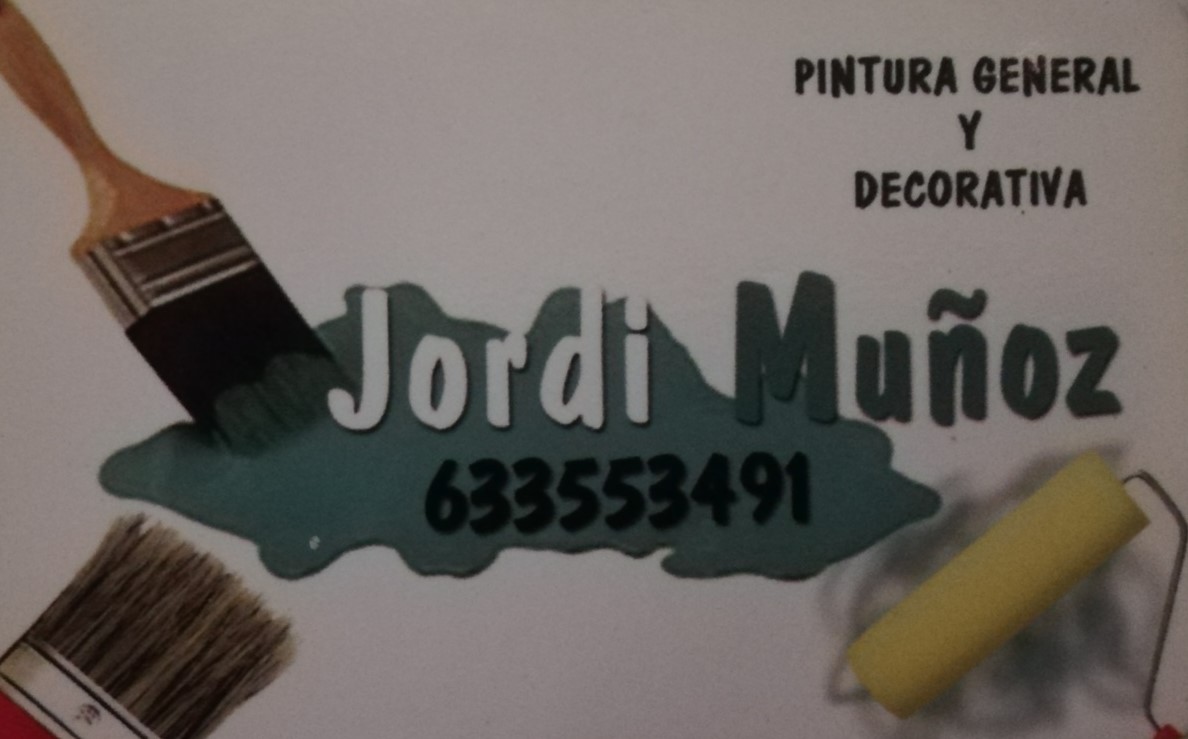 PINTURA GENERAL
Y
DECORATIVA
Jordi Muñoz
633553491